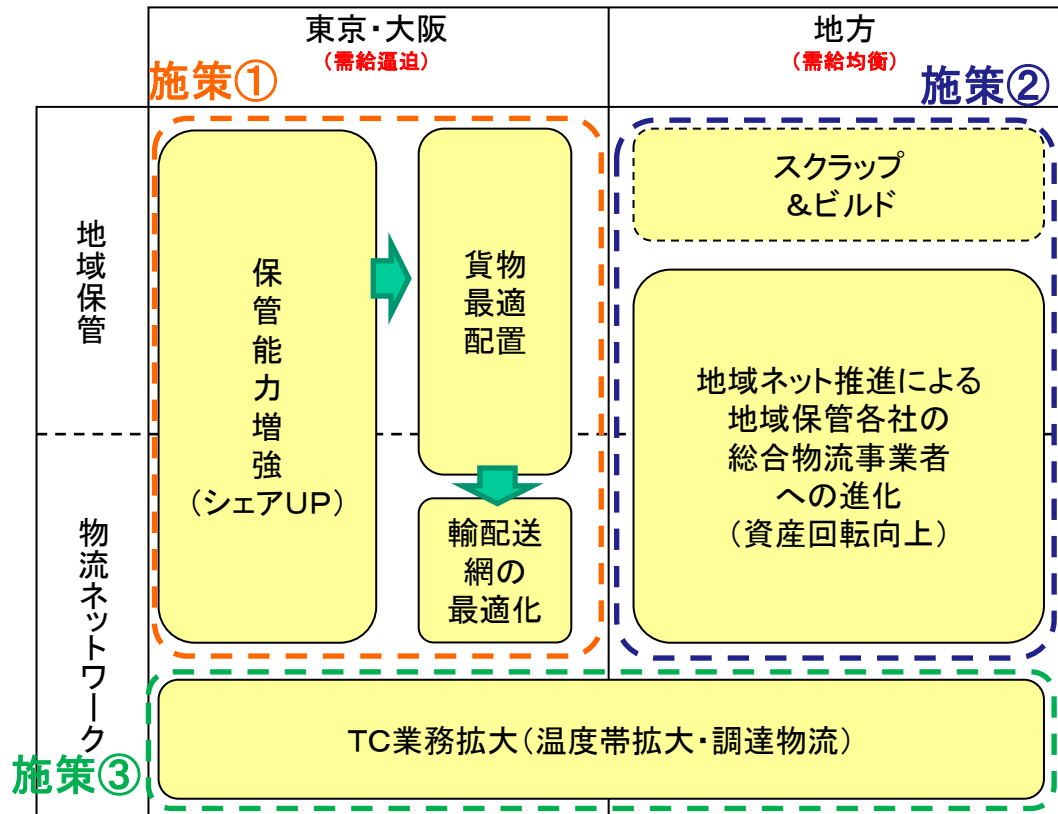 東京・大阪
（需給逼迫）
地方
（需給均衡）
施策①
施策②
地域保管
保管能力増強
（シェアUP）
貨物
最適
配置
スクラップ
＆ビルド
地域ネット推進による
地域保管各社の
総合物流事業者
への進化
（資産回転向上）
物流ネットワーク
輸配送
網の
最適化
施策③
TC業務拡大（温度帯拡大・調達物流）